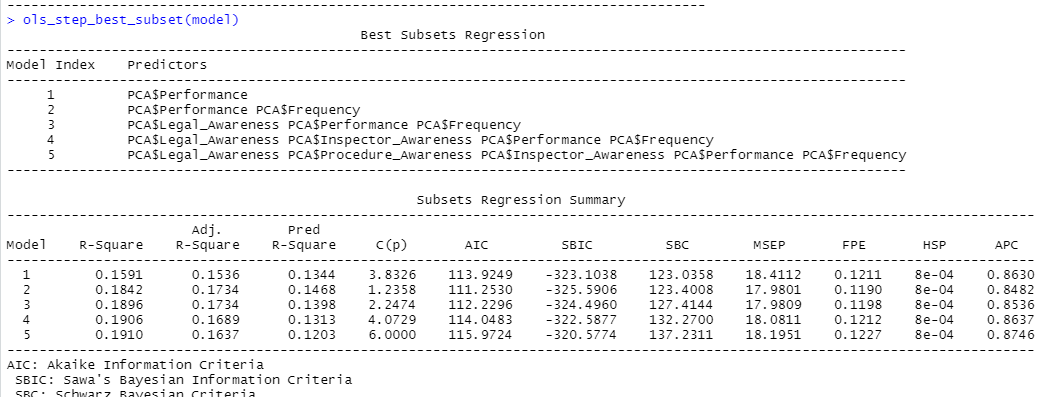 ----------------------------------------------------------------------------------------
> ols_step_best_subset(model)
                                             Best Subsets Regression
-----------------------------------------------------------------------------------------------------------------
Model Index    Predictors
-----------------------------------------------------------------------------------------------------------------
     1         PCA$Performance
     2         PCA$Performance PCA$Frequency
     3         PCA$Legal_Awareness PCA$Performance PCA$Frequency
     4         PCA$Legal_Awareness PCA$Inspector_Awareness PCA$Performance PCA$Frequency
     5         PCA$Legal_Awareness PCA$Procedure_Awareness PCA$Inspector_Awareness PCA$Performance PCA$Frequency
-----------------------------------------------------------------------------------------------------------------
                                                    Subsets Regression Summary
---------------------------------------------------------------------------------------------------------------------------------
                       Adj.        Pred
Model    R-Square    R-Square    R-Square     C(p)       AIC         SBIC         SBC        MSEP       FPE       HSP       APC
---------------------------------------------------------------------------------------------------------------------------------
  1        0.1591      0.1536      0.1344    3.8326    113.9249    -323.1038    123.0358    18.4112    0.1211    8e-04    0.8630
  2        0.1842      0.1734      0.1468    1.2358    111.2530    -325.5906    123.4008    17.9801    0.1190    8e-04    0.8482
  3        0.1896      0.1734      0.1398    2.2474    112.2296    -324.4960    127.4144    17.9809    0.1198    8e-04    0.8536
  4        0.1906      0.1689      0.1313    4.0729    114.0483    -322.5877    132.2700    18.0811    0.1212    8e-04    0.8637
  5        0.1910      0.1637      0.1203    6.0000    115.9724    -320.5774    137.2311    18.1951    0.1227    8e-04    0.8746
---------------------------------------------------------------------------------------------------------------------------------
AIC: Akaike Information Criteria
 SBIC: Sawa's Bayesian Information Criteria
 SBC: Schwarz Bayesian Criteria